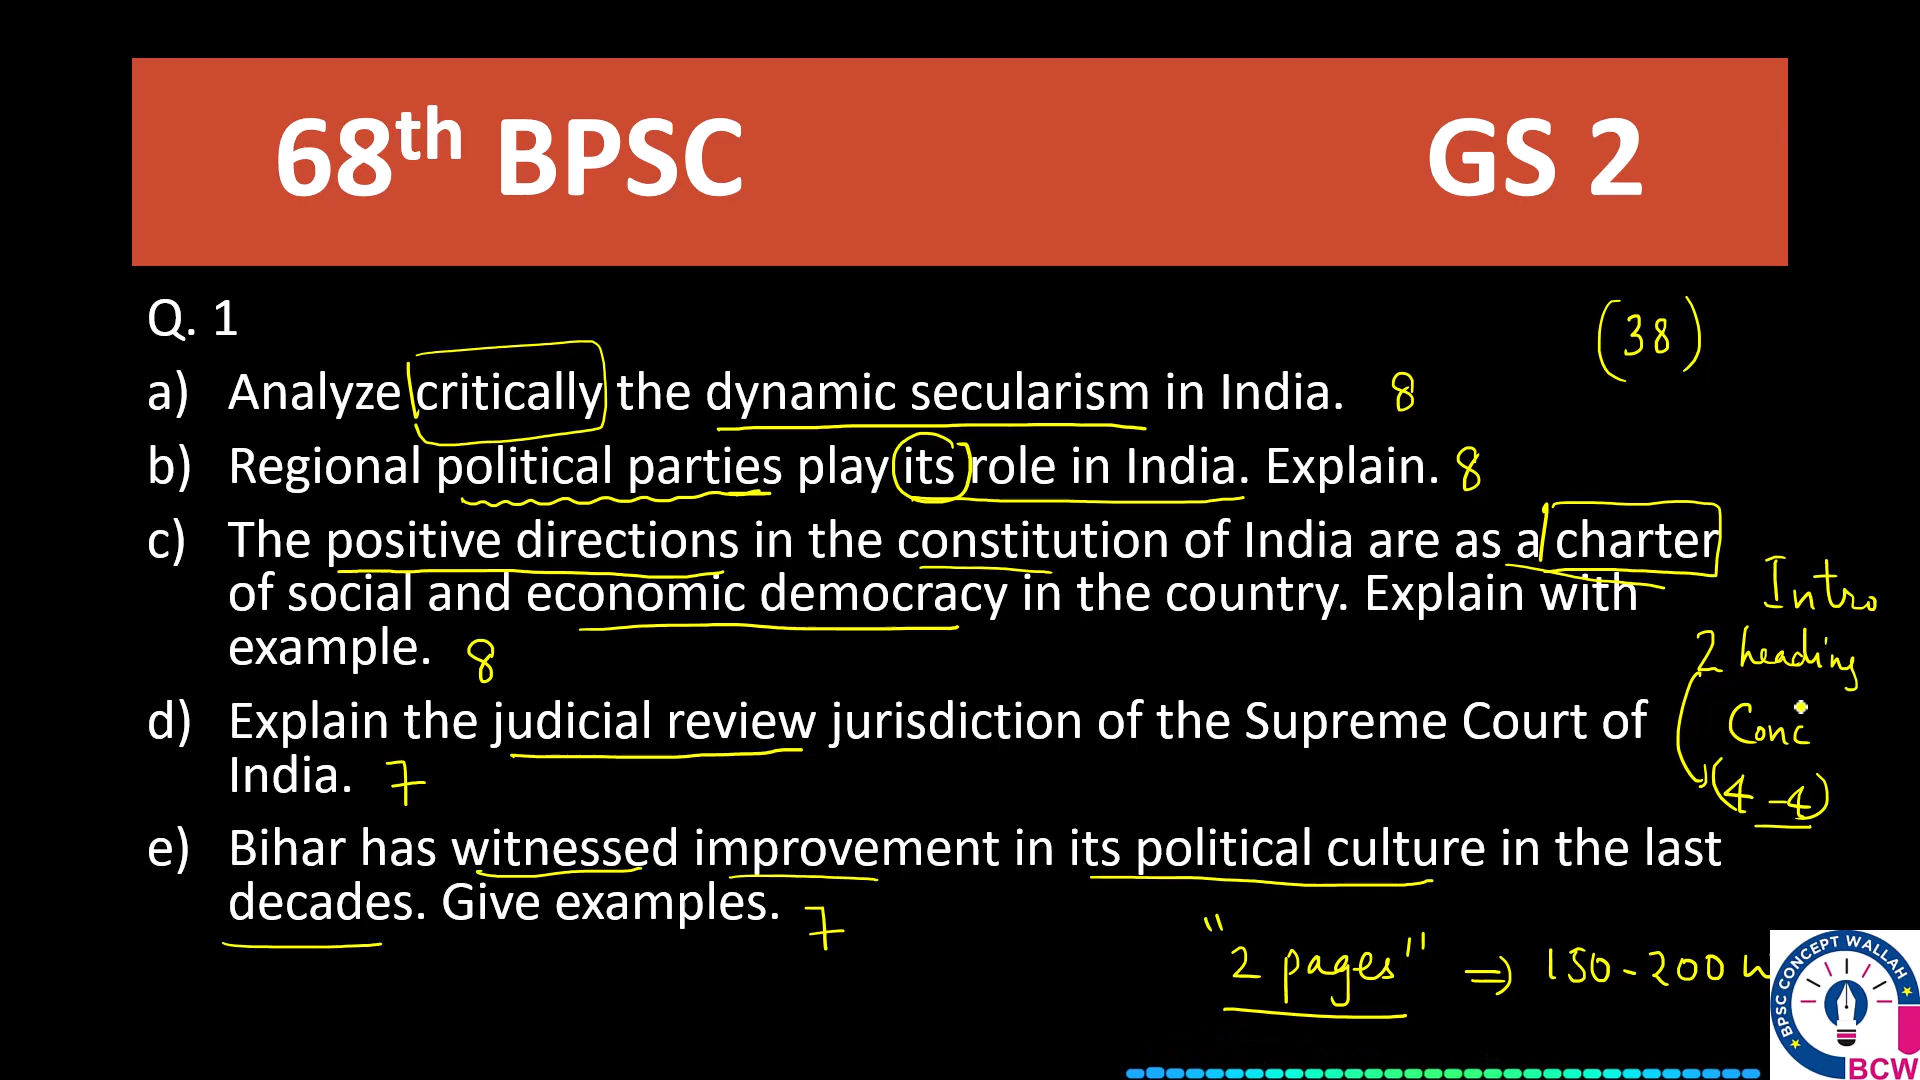 68th BPSC GS 2
Q. 1
(38)
a) Analyze critically the dynamic secularism in India. 8
b) Regional political parties play its role in India. Explain. 8
c) The positive directions in the constitution of India are as a charter
of social and economic democracy in the country. Explain with
example. 8
Intro
2 heading
Conc
(4-4)
d) Explain the judicial review jurisdiction of the Supreme Court of
India. 7
e) Bihar has witnessed improvement in its political culture in the last
decades. Give examples. 7
"2 pages" ⇒ 150-200 w
BPSC CONCEPT WALLAH
BCW